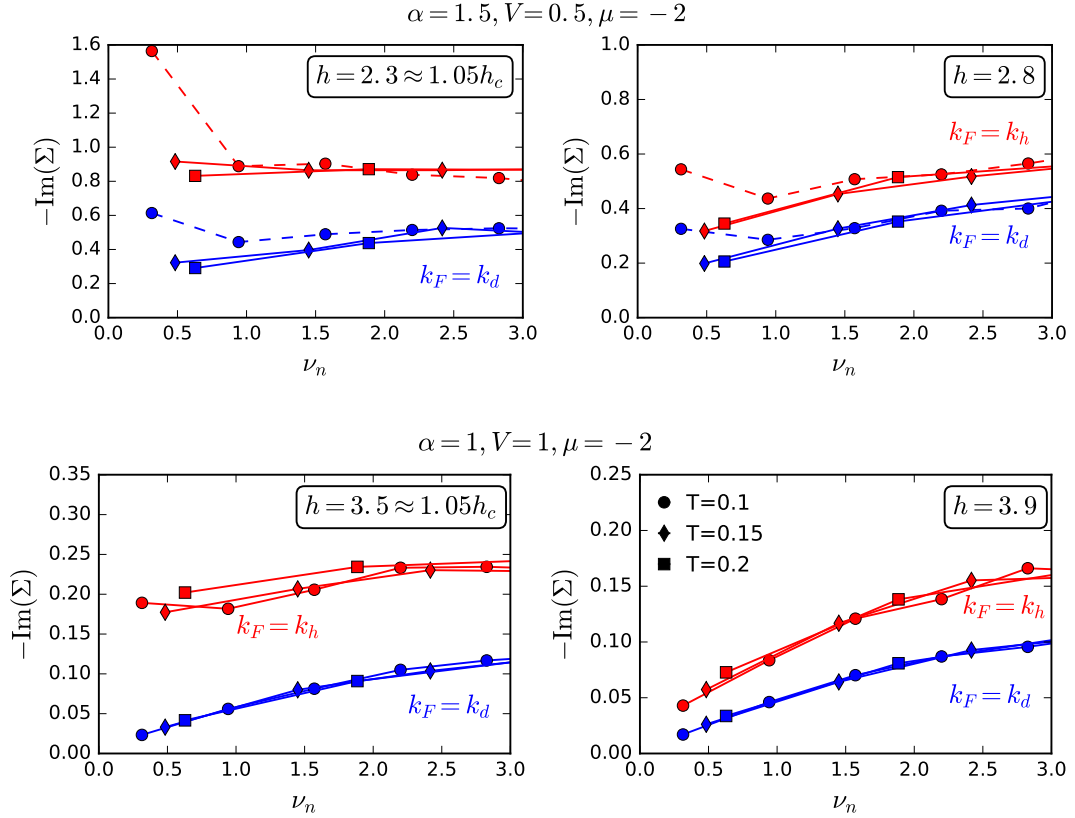 α = 1.5, V = 0.5, μ = −2
1.6
1.4
1.2
1.0
0.8
0.6
0.4
0.2
0.0
−Im(Σ)
h = 2.3 ≈ 1.05h_c
k_F = k_d
0.0 0.5 1.0 1.5 2.0 2.5 3.0
ν_n
1.0
0.8
0.6
0.4
0.2
0.0
−Im(Σ)
h = 2.8
k_F = k_h
k_F = k_d
0.0 0.5 1.0 1.5 2.0 2.5 3.0
ν_n
α = 1, V = 1, μ = −2
0.35
0.30
0.25
0.20
0.15
0.10
0.05
0.00
−Im(Σ)
h = 3.5 ≈ 1.05h_c
k_F = k_h
k_F = k_d
0.0 0.5 1.0 1.5 2.0 2.5 3.0
ν_n
0.25
0.20
0.15
0.10
0.05
0.00
−Im(Σ)
T=0.1
T=0.15
T=0.2
h = 3.9
k_F = k_h
k_F = k_d
0.0 0.5 1.0 1.5 2.0 2.5 3.0
ν_n